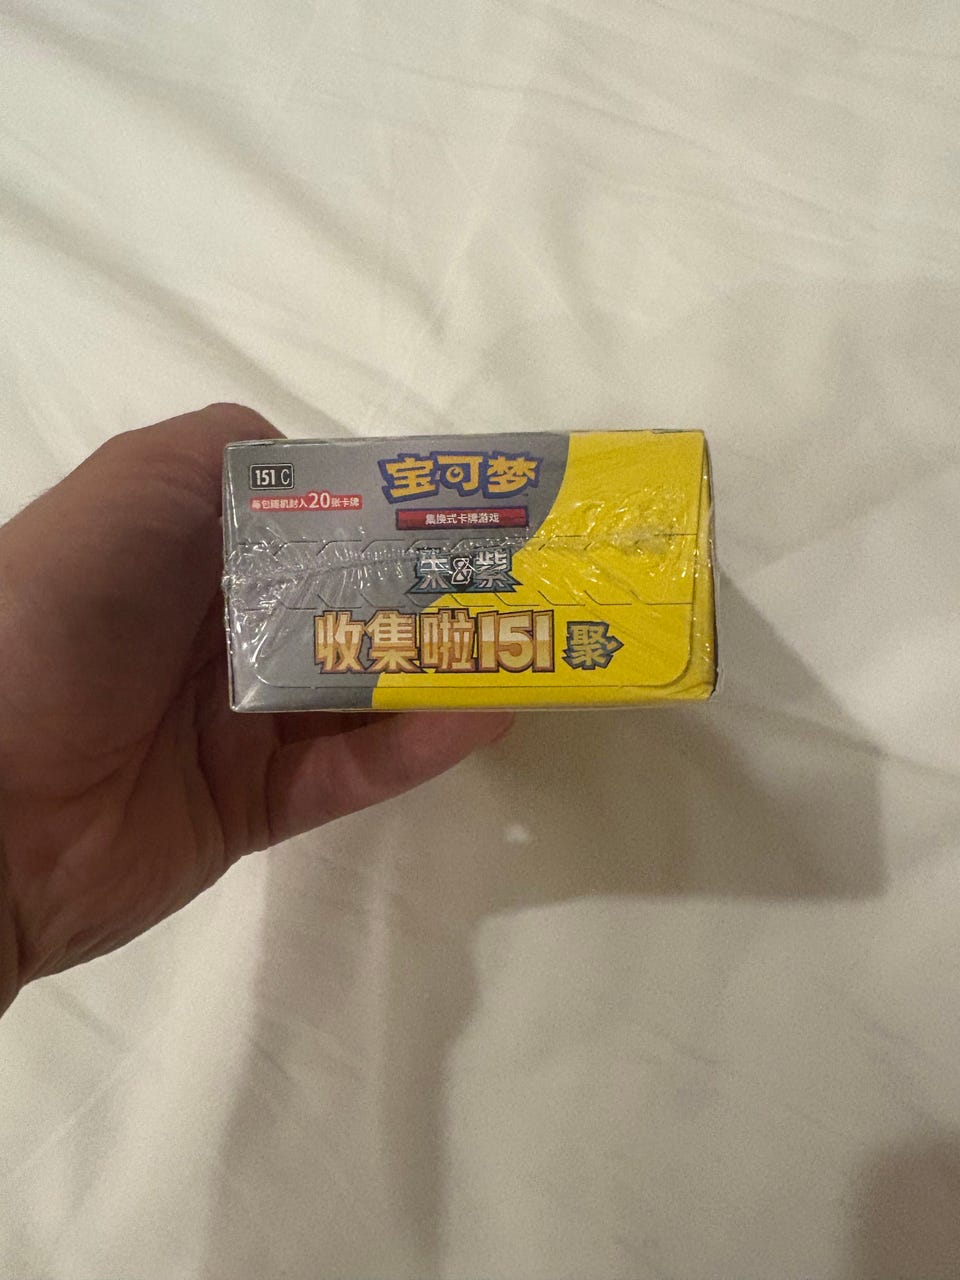 151 C
宝可梦
每包随机封入20张卡牌
集换式卡牌游戏
朱&紫
收集啦151 聚